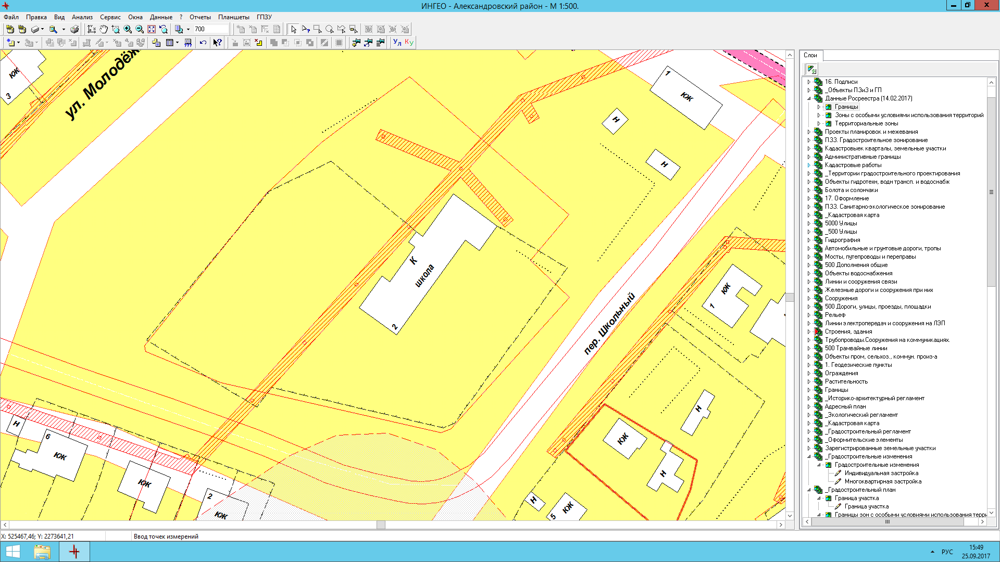 ИНГЕО - Александровский район - М 1:500.
Файл Правка Вид Анализ Сервис Окна Данные ? Отчеты Планшеты ГПЗУ
700
Ул Ку
ул. Молодёж
КЖ
3
1
КЖ
Н
Н
К
школа
2
пер. Школьный
КЖ
1
Н
КЖ
Н
Н
КЖ
5
Н
6
КЖ
КЖ
2
КЖ
Слои
16. Подписи
_Объекты ПЗиЗ и ГП
Данные Росреестра (14.02.2017)
Границы
Зоны с особыми условиями использования территорий
Территориальные зоны
Проекты планировок и межевания
ПЗЗ. Градостроительное зонирование
Кадастровыек кварталы, земельные участки
Административные границы
Кадастровые работы
_Территории градостроительного проектирования
Объекты гидротехн, водн трансп. и водоснабж
Болота и солончаки
17. Оформление
ПЗЗ. Санитарно-экологическое зонирование
_Кадастровая карта
5000 Улицы
_500 Улицы
Гидрография
Автомобильные и грунтовые дороги, тропы
Мосты, путепроводы и переправы
500 Дополнения общие
Объекты водоснабжения
Линии и сооружения связи
Железные дороги и сооружения при них
Сооружения
500 Дороги, улицы, проезды, площадки
Рельеф
Линии электропередач и сооружения на ЛЭП
Строения, здания
Трубопроводы.Сооружения на коммуникациях.
500 Трамвайные линии
Объекты пром, сельхоз., коммун. произ-а
1. Геодезические пункты
Ограждения
Растительность
Границы
_Историко-архитектурный регламент
Адресный план
_Экологический регламент
_Кадастровая карта
_Градостроительный регламент
_Оформительские элементы
Зарегистрированные земельные участки
_Градостроительные изменения
Градостроительные изменения
Индивидуальная застройка
Многоквартирная застройка
_Градостроительный план
Граница участка
Граница участка
Границы зон с особыми условиями использования терри
X: 525467,46; Y: 2273641,21
Ввод точек измерений
РУС
15:49
25.09.2017